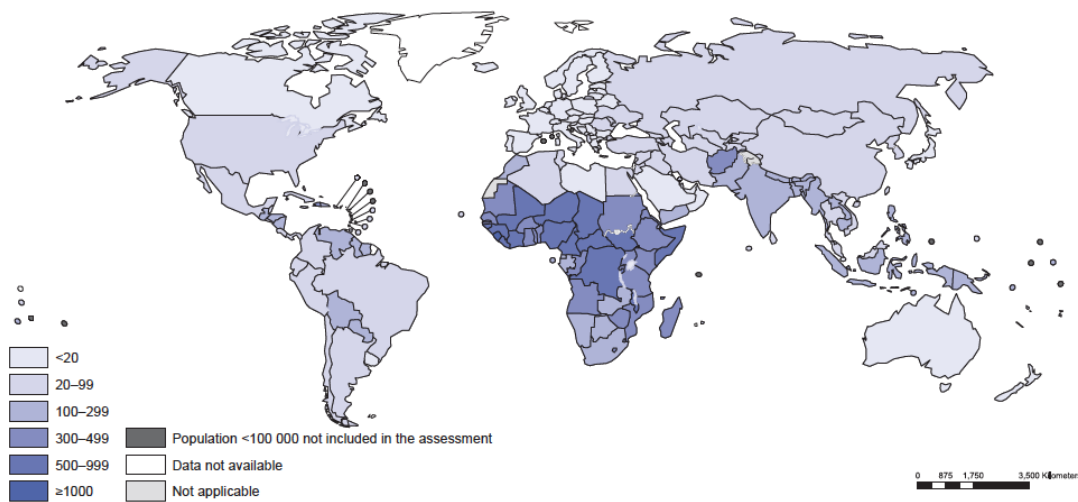 <20
20–99
100–299
300–499
500–999
≥1000
Population <100 000 not included in the assessment
Data not available
Not applicable
0 875 1,750 3,500 Kilometers